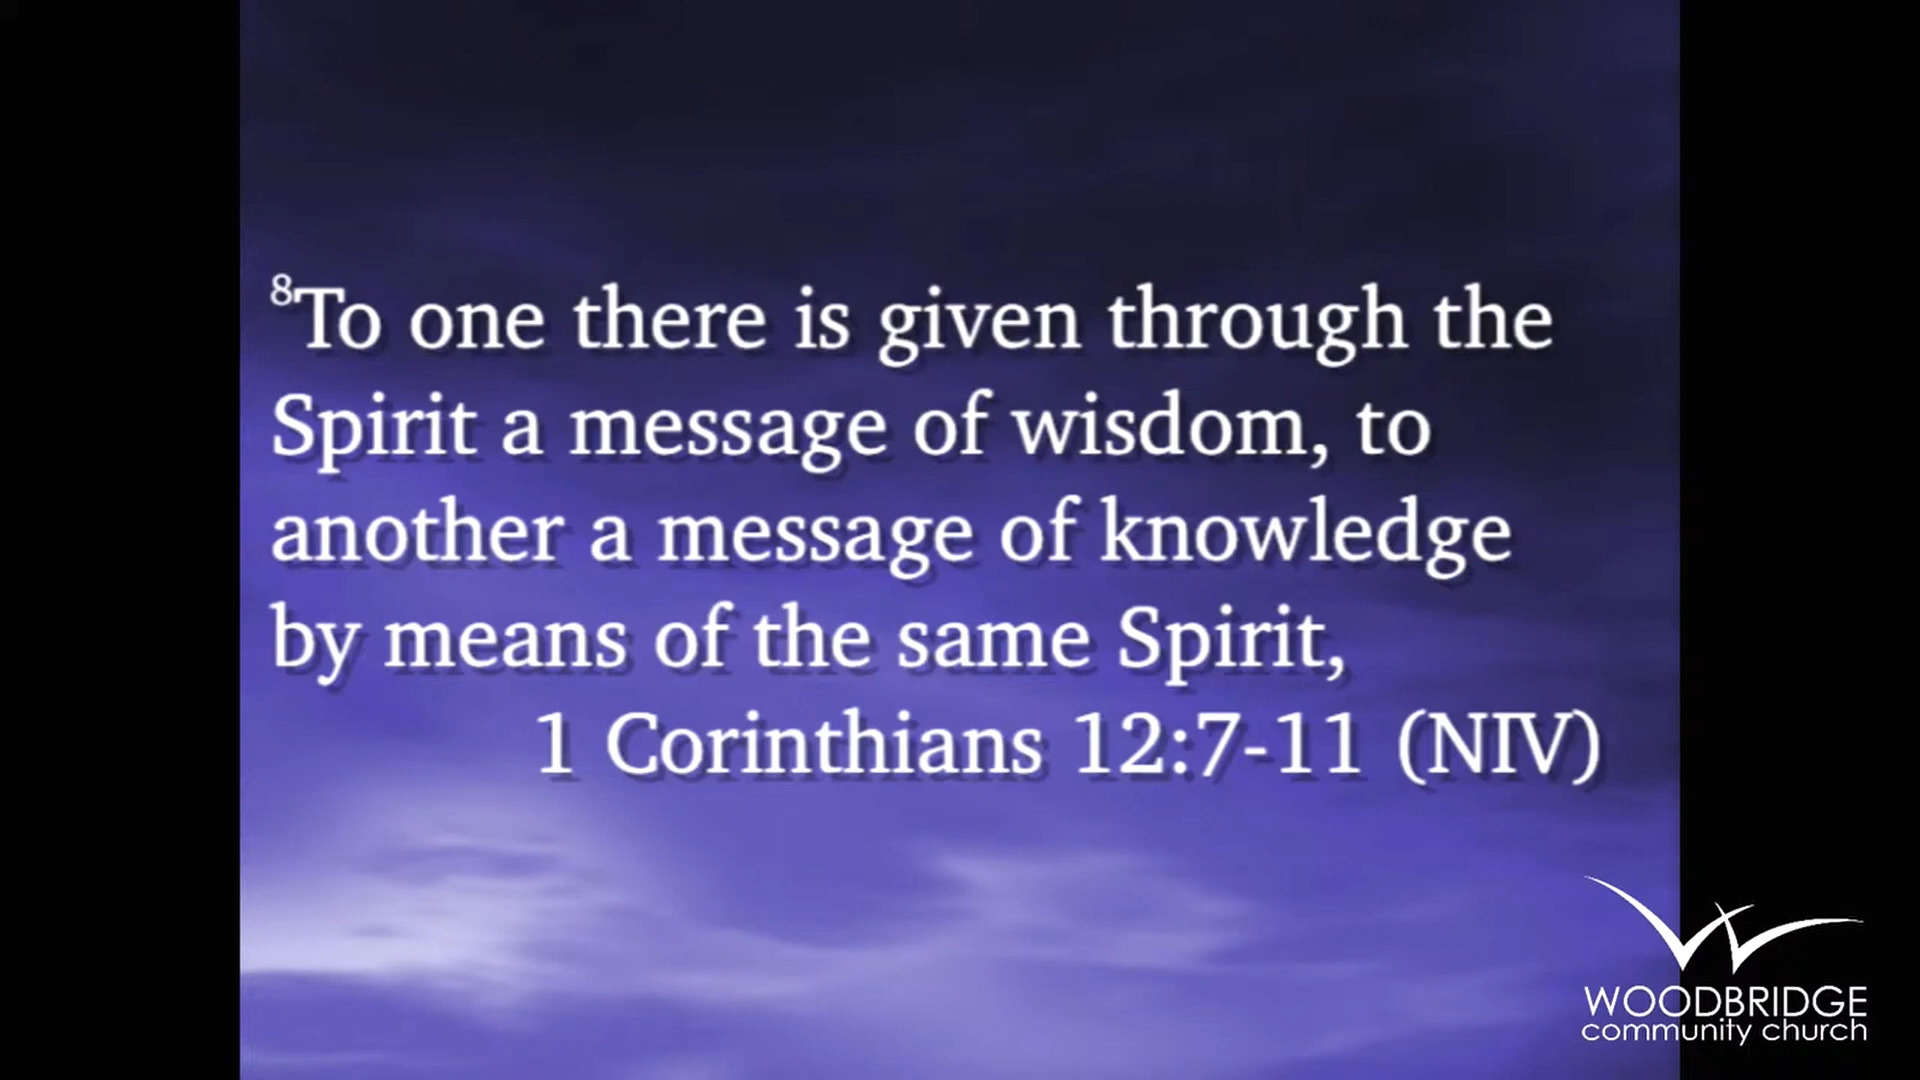 ⁸To one there is given through the
Spirit a message of wisdom, to
another a message of knowledge
by means of the same Spirit,
1 Corinthians 12:7-11 (NIV)
WOODBRIDGE
community church